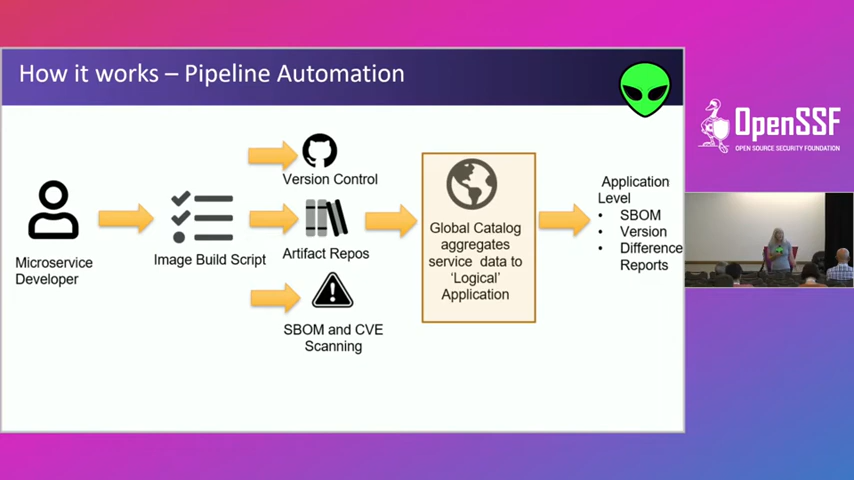 How it works – Pipeline Automation
OpenSSF
OPEN SOURCE SECURITY FOUNDATION
Microservice
Developer
Image Build Script
Version Control
Artifact Repos
SBOM and CVE
Scanning
Global Catalog
aggregates
service data to
‘Logical’
Application
Application
Level
• SBOM
• Version
• Difference
Reports